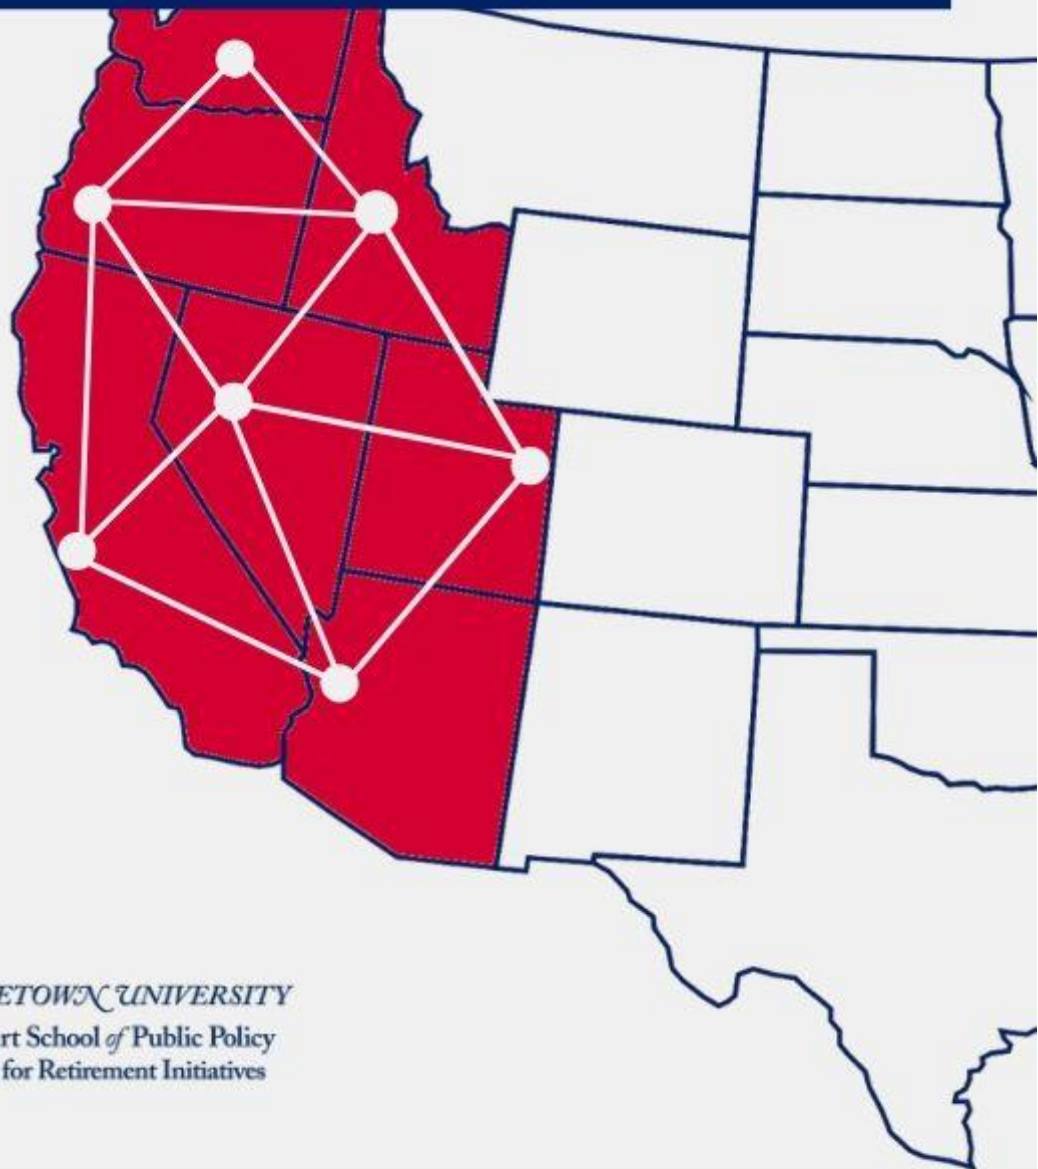 ETOWN UNIVERSITY
rt School of Public Policy
for Retirement Initiatives